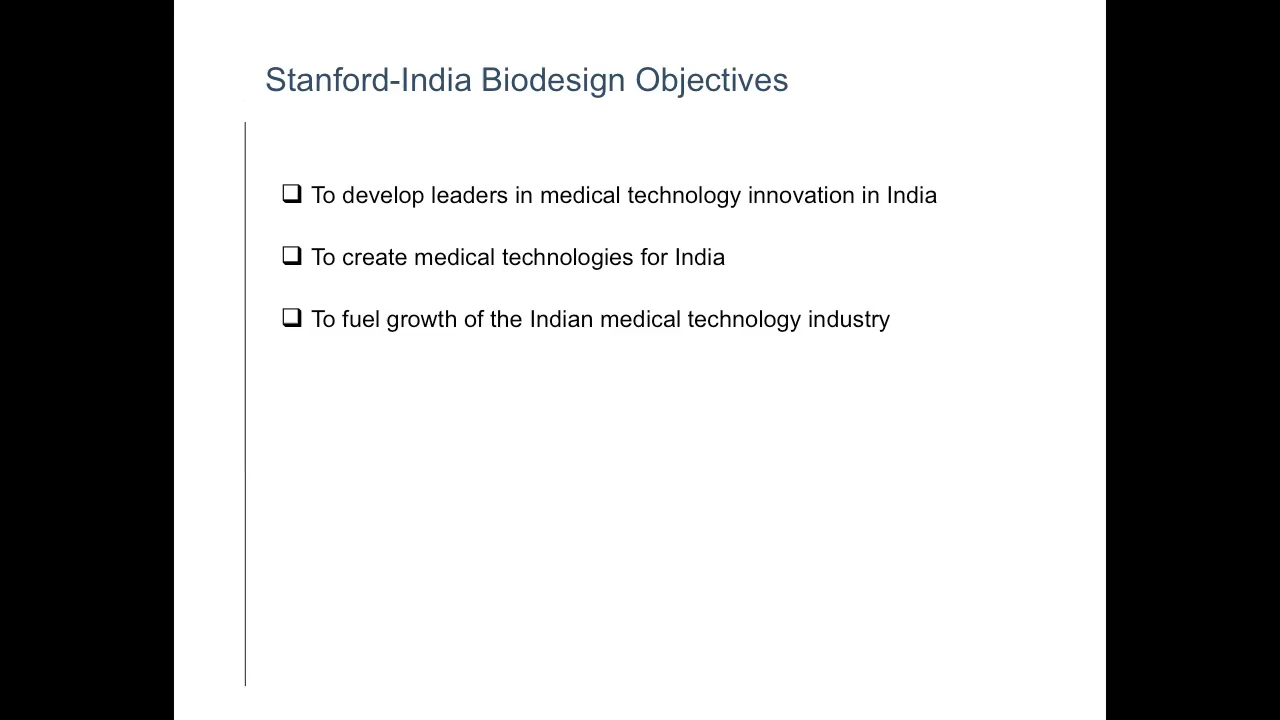 Stanford-India Biodesign Objectives
❑ To develop leaders in medical technology innovation in India
❑ To create medical technologies for India
❑ To fuel growth of the Indian medical technology industry